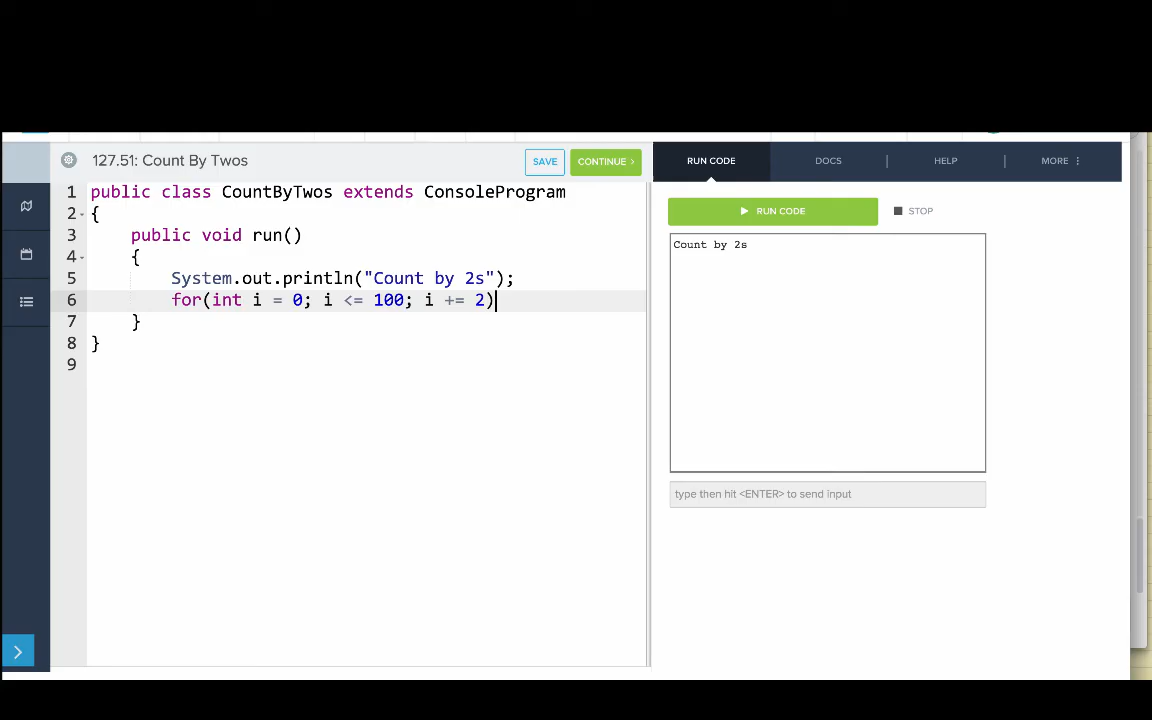 127.51: Count By Twos
SAVE
CONTINUE >
RUN CODE
DOCS
HELP
MORE
1 public class CountByTwos extends ConsoleProgram
2 {
3 public void run()
4 {
5 System.out.println("Count by 2s");
6 for(int i = 0; i <= 100; i += 2)
7 }
8 }
9
RUN CODE
STOP
Count by 2s
type then hit <ENTER> to send input